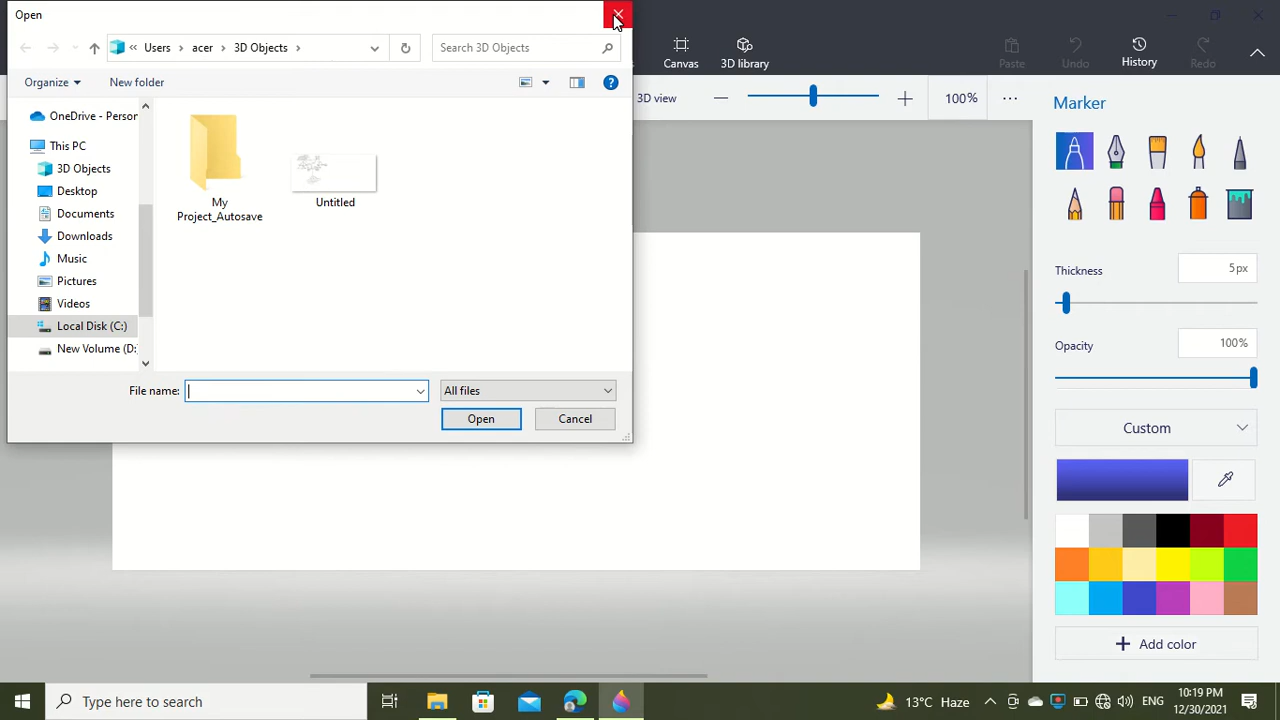 Open
Users
acer
3D Objects
Search 3D Objects
Organize
New folder
OneDrive - Person
This PC
3D Objects
Desktop
Documents
Downloads
Music
Pictures
Videos
Local Disk (C:)
New Volume (D:
My
Project_Autosave
Untitled
File name:
All files
Open
Cancel
Canvas
3D library
Paste
Undo
History
Redo
3D view
100%
Marker
Thickness
5px
Opacity
100%
Custom
Add color
Type here to search
13°C Haze
ENG
10:19 PM
12/30/2021